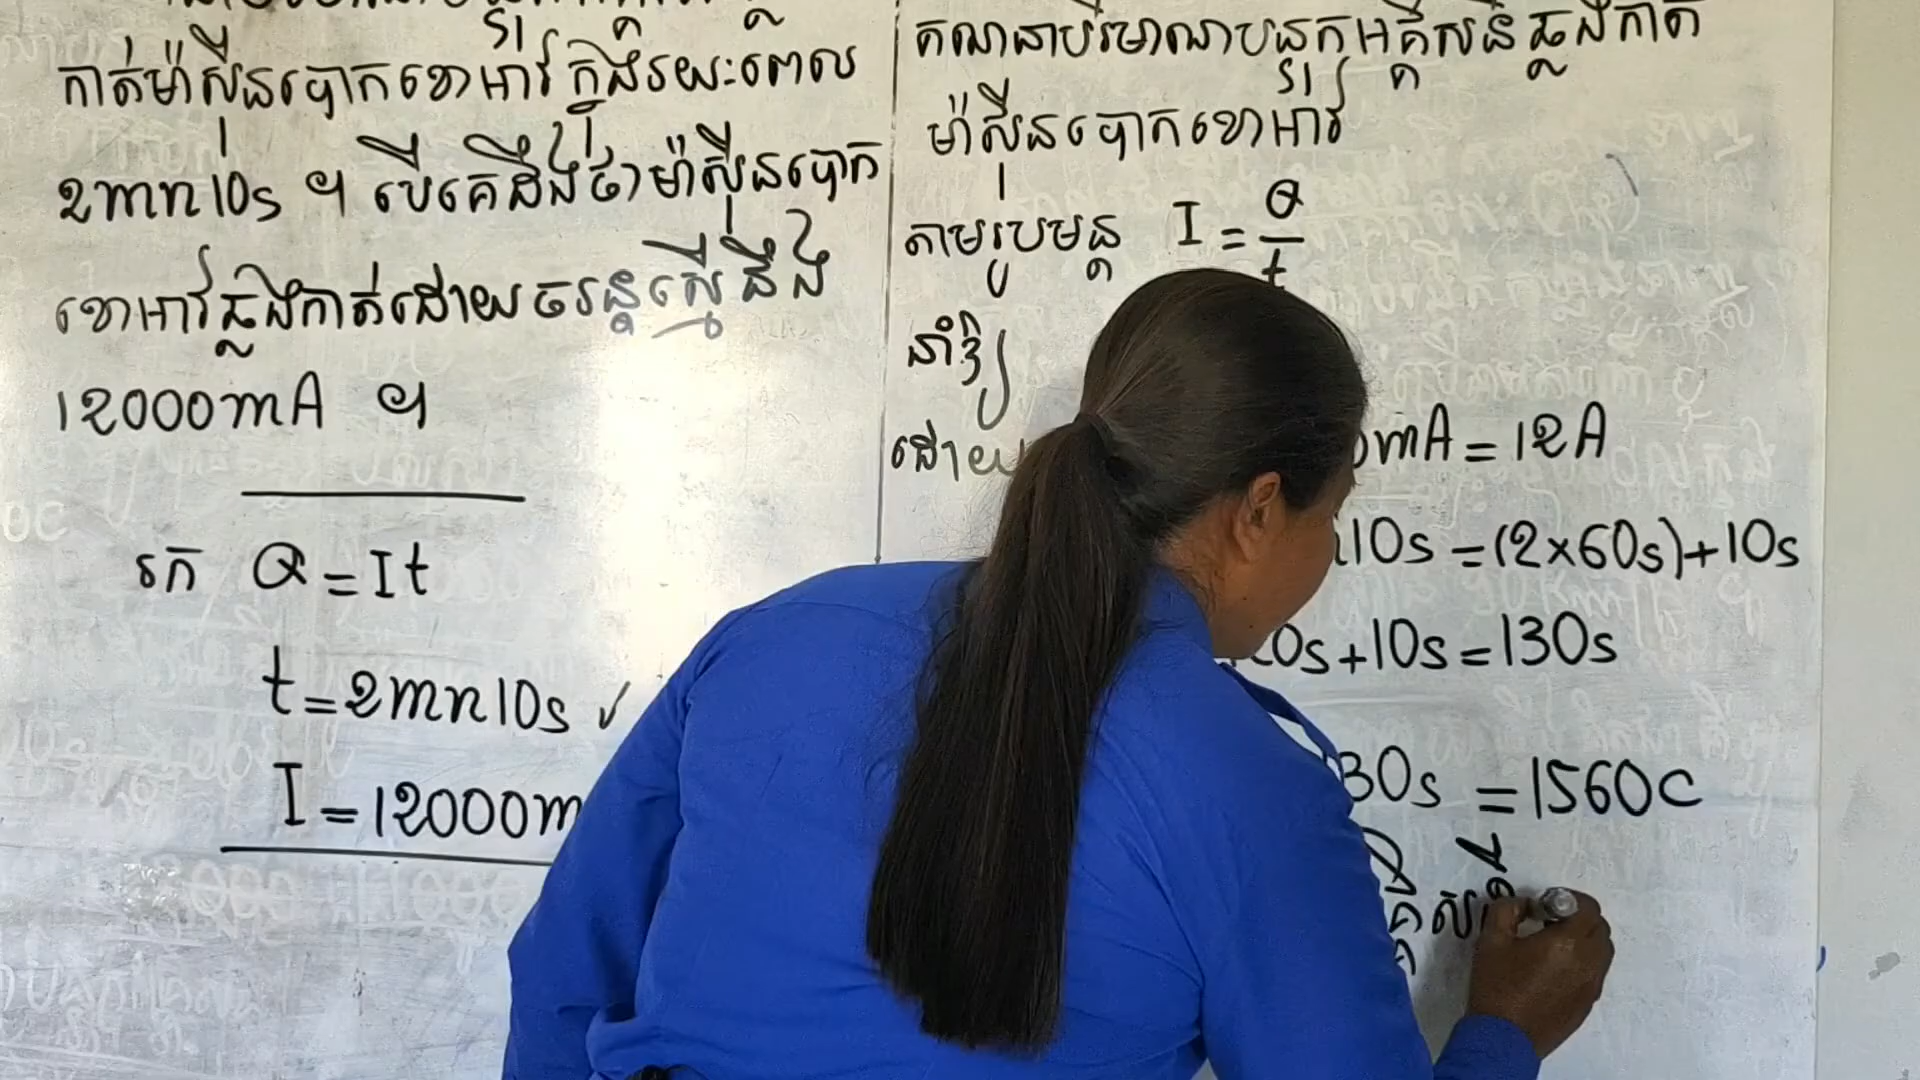 កាត់ម៉ាស៊ីនបោកខោអាវក្នុងរយៈពេល
2mn10s ។ បើគេដឹងថាម៉ាស៊ីនបោក
ខោអាវឆ្លងកាត់ដោយចរន្តស្មើនឹង
12000mA ។
រក Q = It
t = 2mn10s ✓
I = 12000m
គណនាបរិមាណបន្ទុកអគ្គិសនីឆ្លងកាត់
ម៉ាស៊ីនបោកខោអាវ
តាមរូបមន្ត I = Q/t
នាំឱ្យ
ដោយ mA = 12A
10s = (2×60s) + 10s
0s + 10s = 130s
30s = 1560C